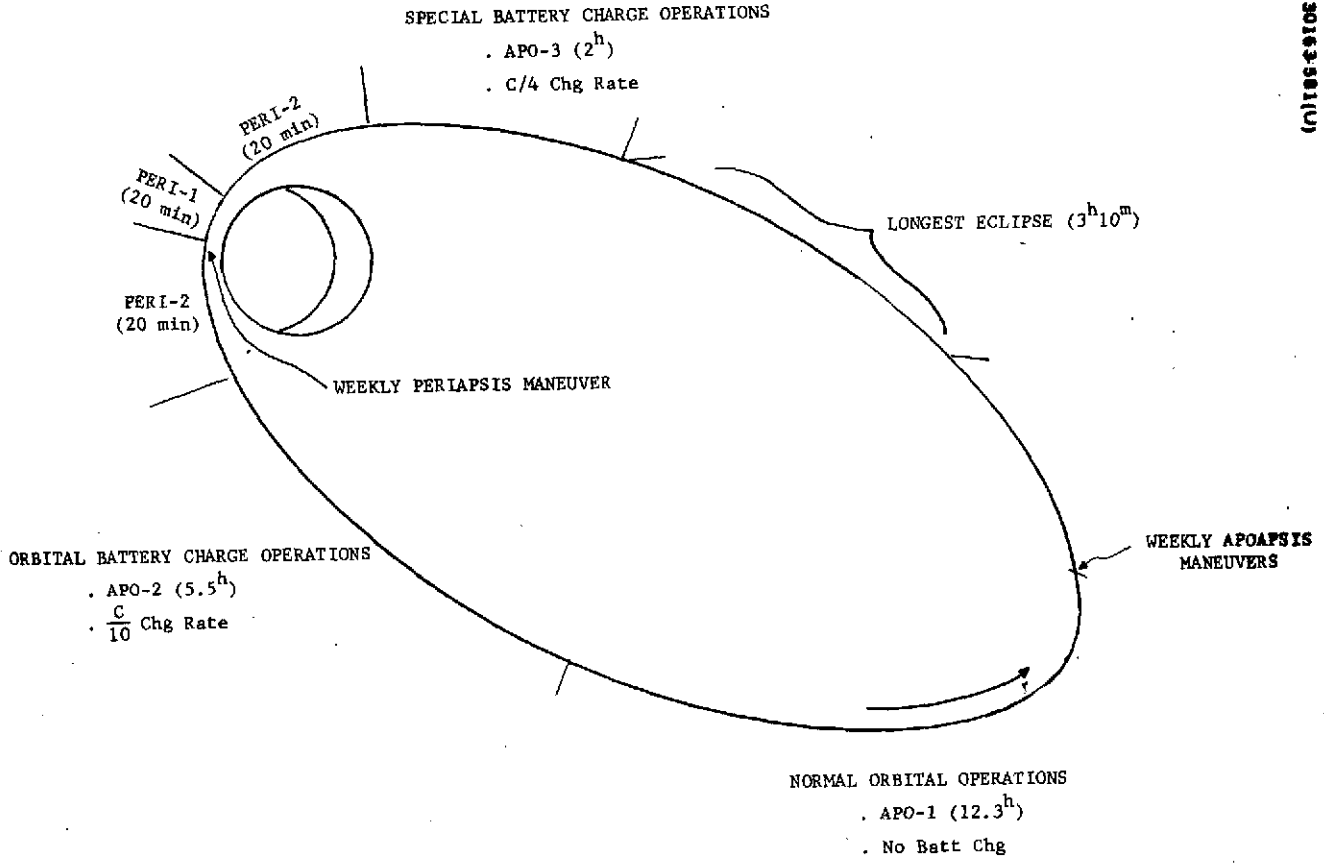 SPECIAL BATTERY CHARGE OPERATIONS
. APO-3 (2h)
. C/4 Chg Rate
30163-581(U)
PERI-2
(20 min)
PERI-1
(20 min)
LONGEST ECLIPSE (3h10m)
PERI-2
(20 min)
WEEKLY PERIAPSIS MANEUVER
WEEKLY APOAPSIS
MANEUVERS
ORBITAL BATTERY CHARGE OPERATIONS
. APO-2 (5.5h)
. C/10 Chg Rate
NORMAL ORBITAL OPERATIONS
. APO-1 (12.3h)
. No Batt Chg